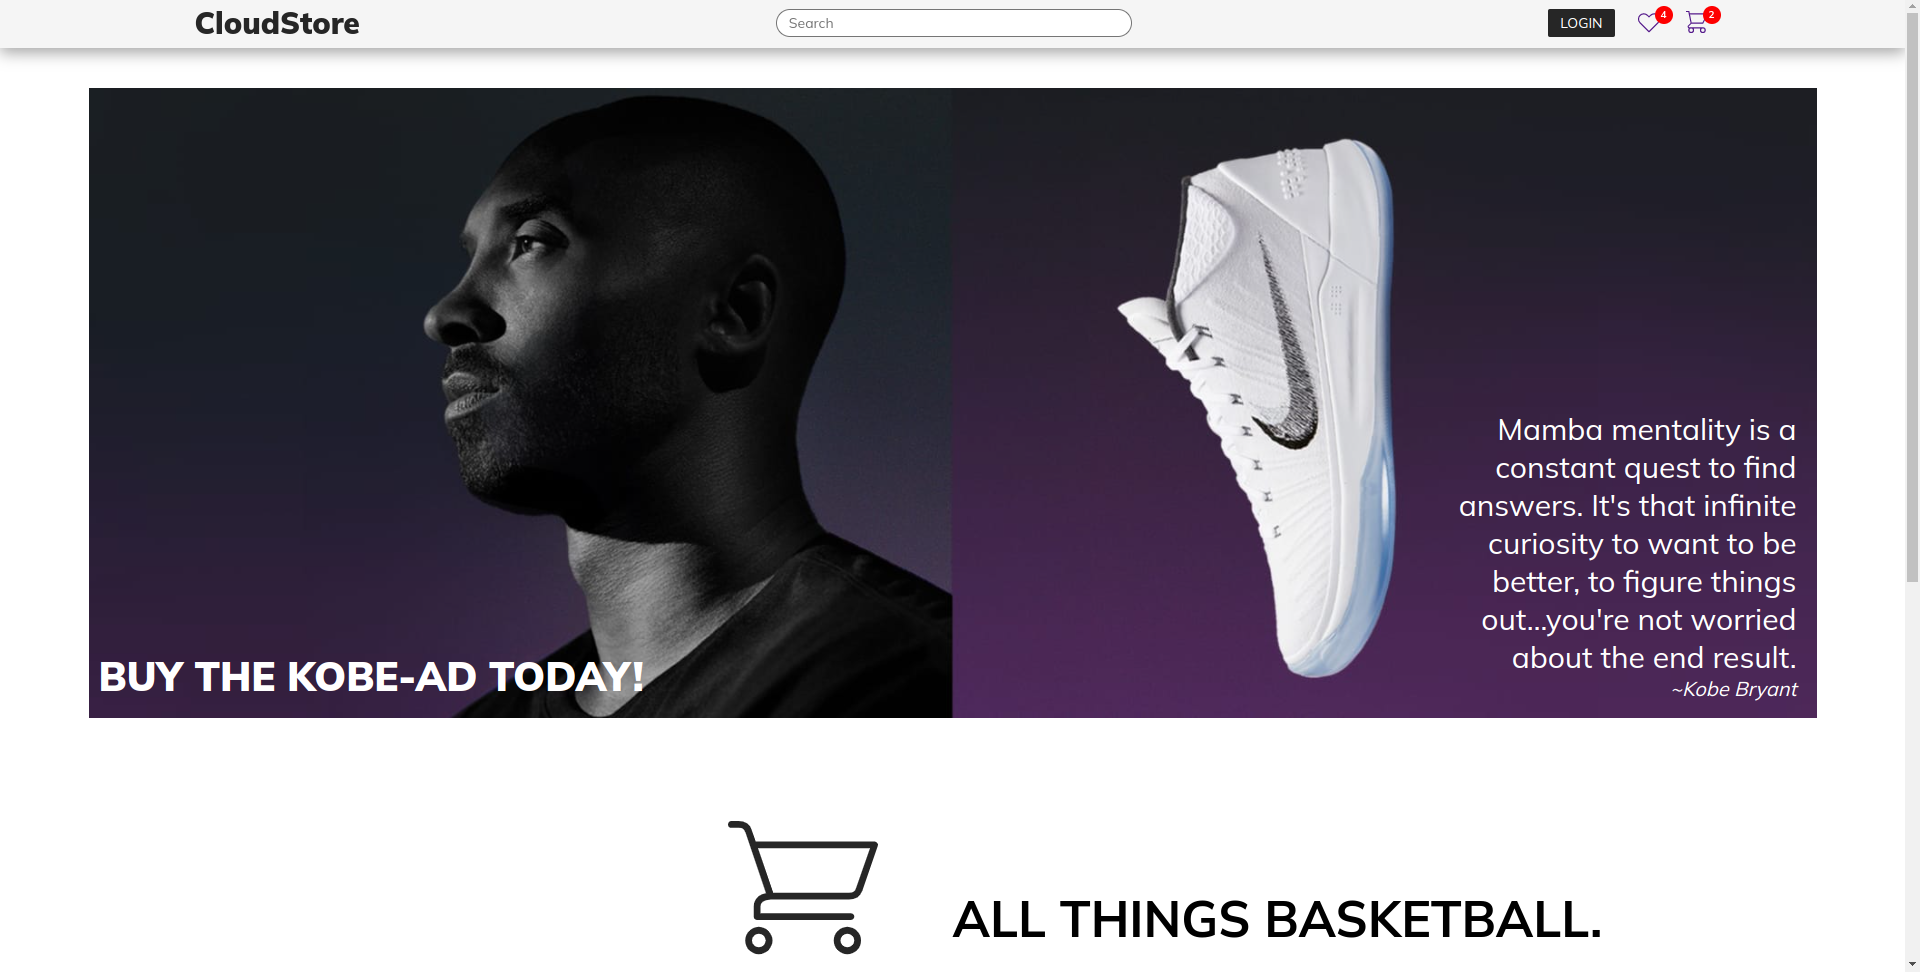 CloudStore
Search
LOGIN
4
2
Mamba mentality is a
constant quest to find
answers. It's that infinite
curiosity to want to be
better, to figure things
out...you're not worried
about the end result.
~Kobe Bryant
BUY THE KOBE-AD TODAY!
ALL THINGS BASKETBALL.